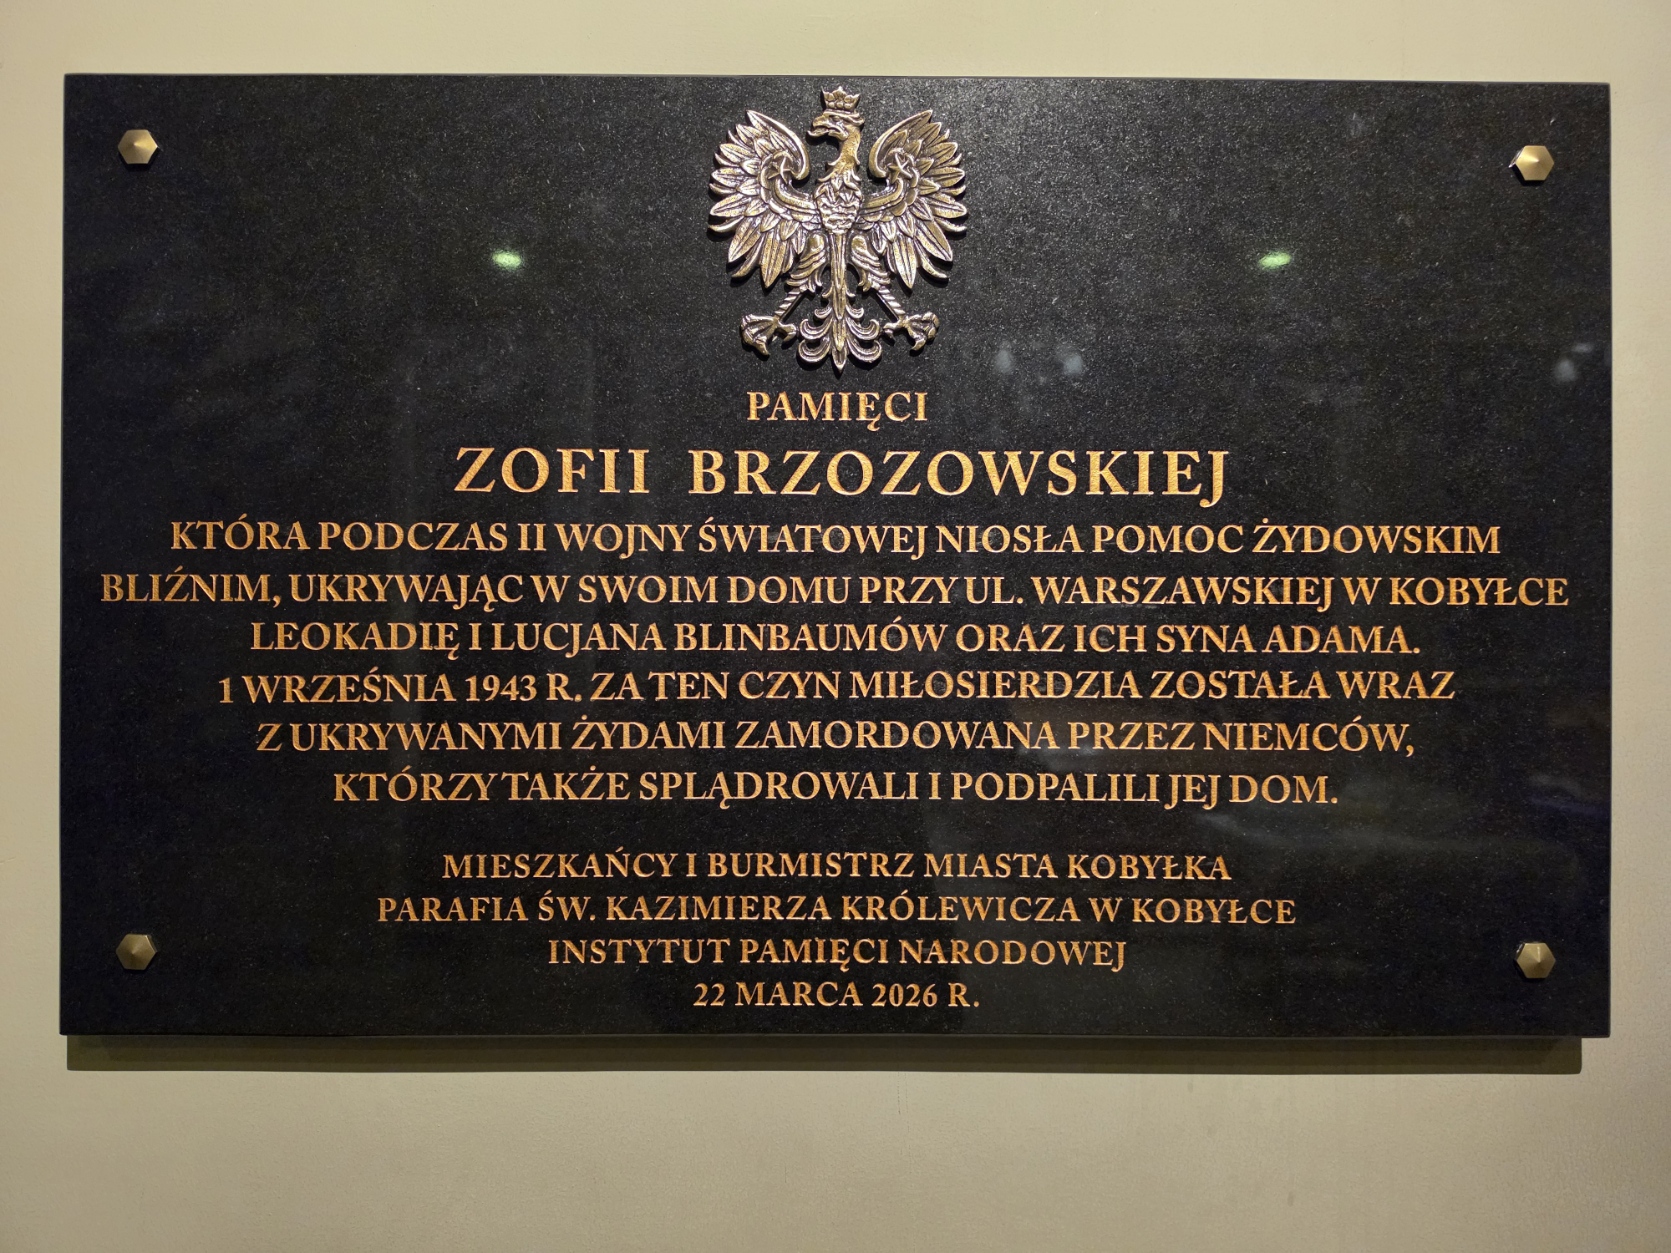 PAMIĘCI
ZOFII BRZOZOWSKIEJ
KTÓRA PODCZAS II WOJNY ŚWIATOWEJ NIOSŁA POMOC ŻYDOWSKIM
BLIŹNIM, UKRYWAJĄC W SWOIM DOMU PRZY UL. WARSZAWSKIEJ W KOBYŁCE
LEOKADIĘ I LUCJANA BLINBAUMÓW ORAZ ICH SYNA ADAMA.
1 WRZEŚNIA 1943 R. ZA TEN CZYN MIŁOSIERDZIA ZOSTAŁA WRAZ
Z UKRYWANYMI ŻYDAMI ZAMORDOWANA PRZEZ NIEMCÓW,
KTÓRZY TAKŻE SPLĄDROWALI I PODPALILI JEJ DOM.
MIESZKAŃCY I BURMISTRZ MIASTA KOBYŁKA
PARAFIA ŚW. KAZIMIERZA KRÓLEWICZA W KOBYŁCE
INSTYTUT PAMIĘCI NARODOWEJ
22 MARCA 2026 R.